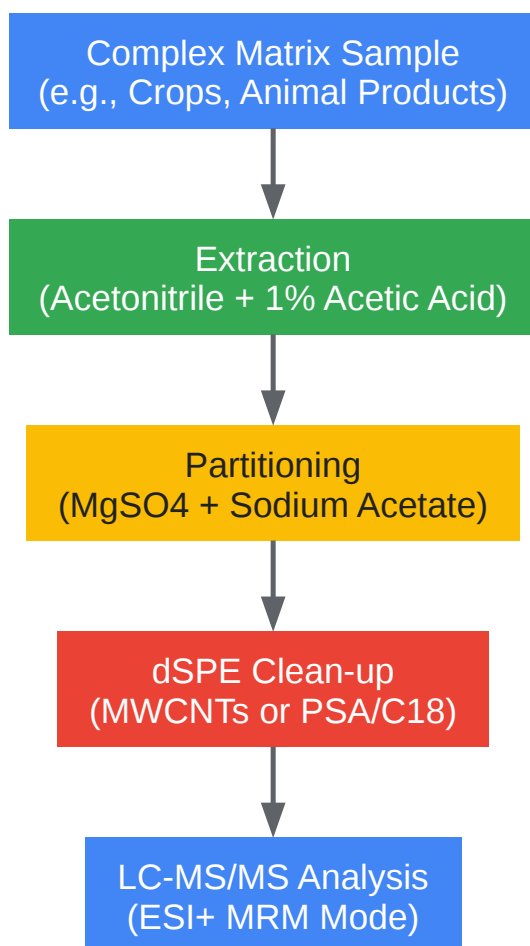 Complex Matrix Sample
(e.g., Crops, Animal Products)
Extraction
(Acetonitrile + 1% Acetic Acid)
Partitioning
(MgSO4 + Sodium Acetate)
dSPE Clean-up
(MWCNTs or PSA/C18)
LC-MS/MS Analysis
(ESI+ MRM Mode)